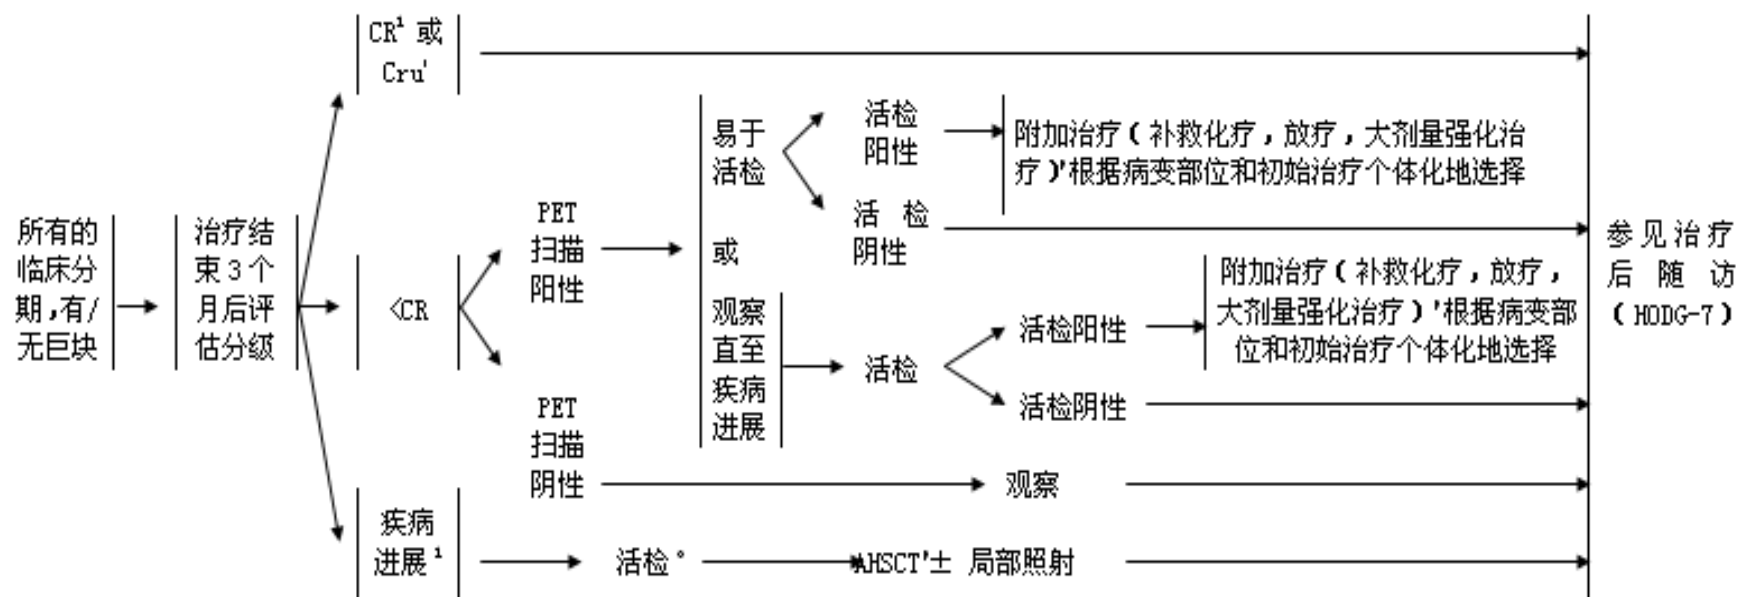 所有的
临床分
期,有/
无巨块
治疗结
束3个
月后评
估分级
CR¹ 或
Cru'
<CR
疾病
进展¹
PET
扫描
阳性
PET
扫描
阴性
易于
活检
或
观察
直至
疾病
进展
活检
阳性
活 检
阴性
附加治疗(补救化疗,放疗,大剂量强化治
疗)'根据病变部位和初始治疗个体化地选择
活检
活检阳性
活检阴性
附加治疗(补救化疗,放疗,
大剂量强化治疗)'根据病变部
位和初始治疗个体化地选择
观察
活检°
AHSCT'± 局部照射
参见治疗
后 随 访
(HODG-7)